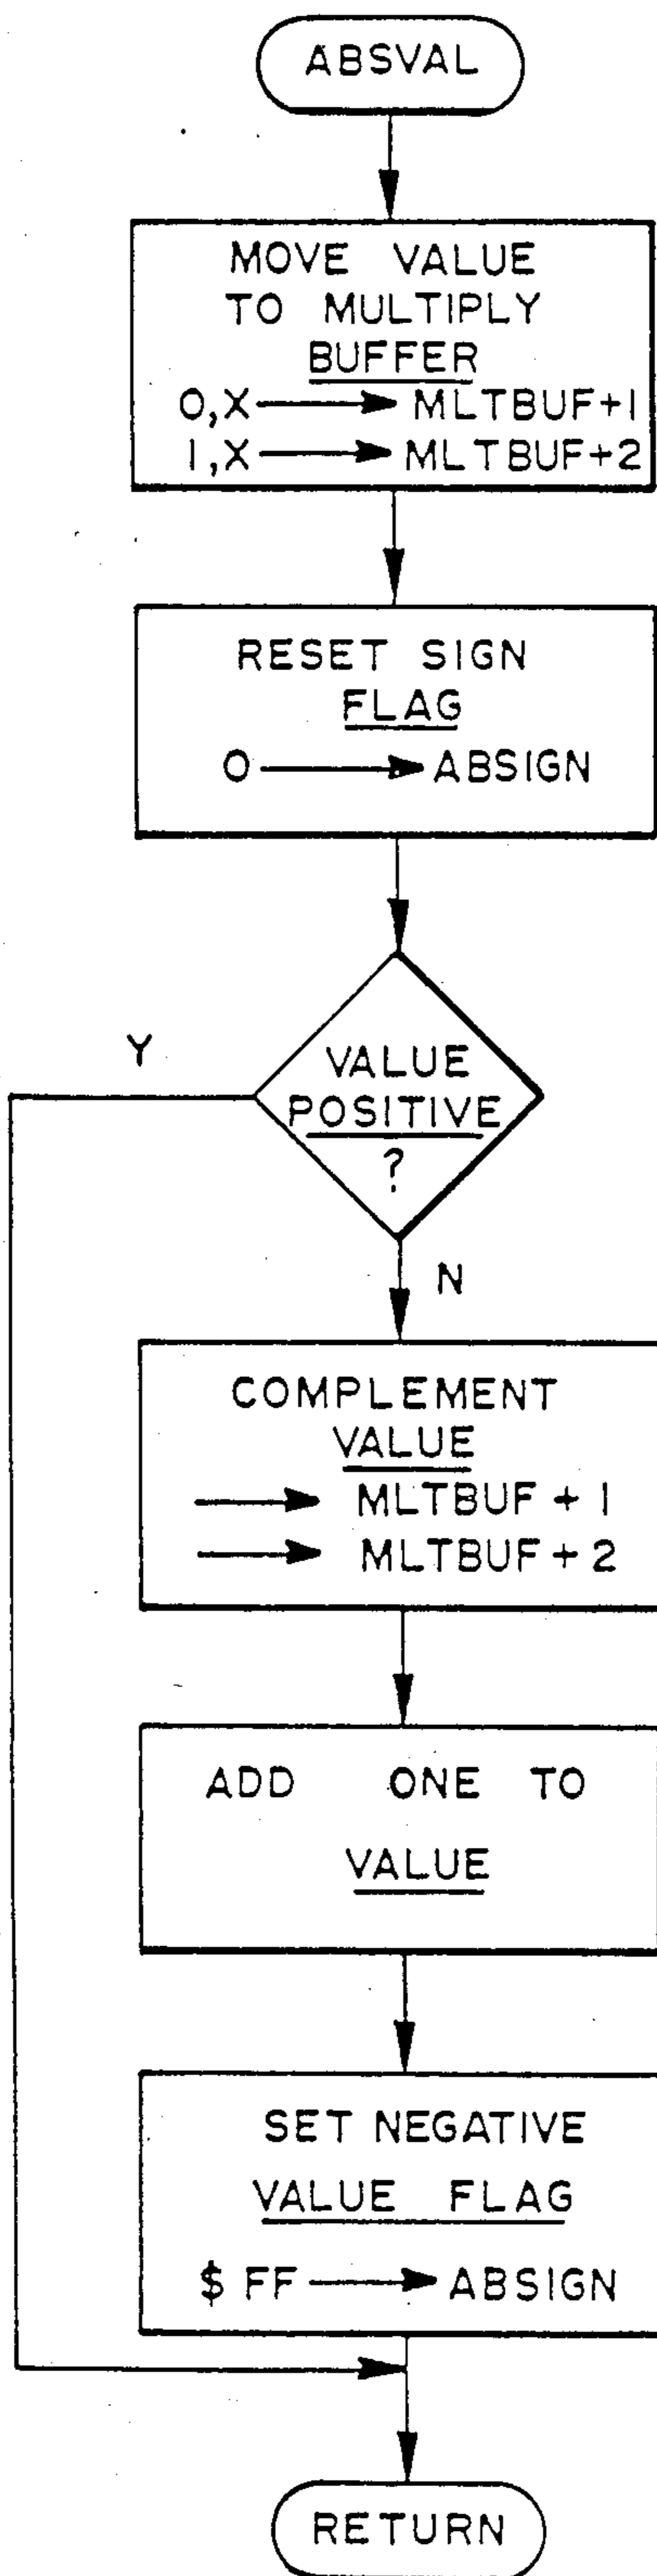 ABSVAL
MOVE VALUE
TO MULTIPLY
BUFFER
0,X → MLTBUF+1
1,X → MLTBUF+2
RESET SIGN
FLAG
0 → ABSIGN
Y
VALUE
POSITIVE
?
N
COMPLEMENT
VALUE
→ MLTBUF + 1
→ MLTBUF + 2
ADD ONE TO
VALUE
SET NEGATIVE
VALUE FLAG
$ FF → ABSIGN
RETURN